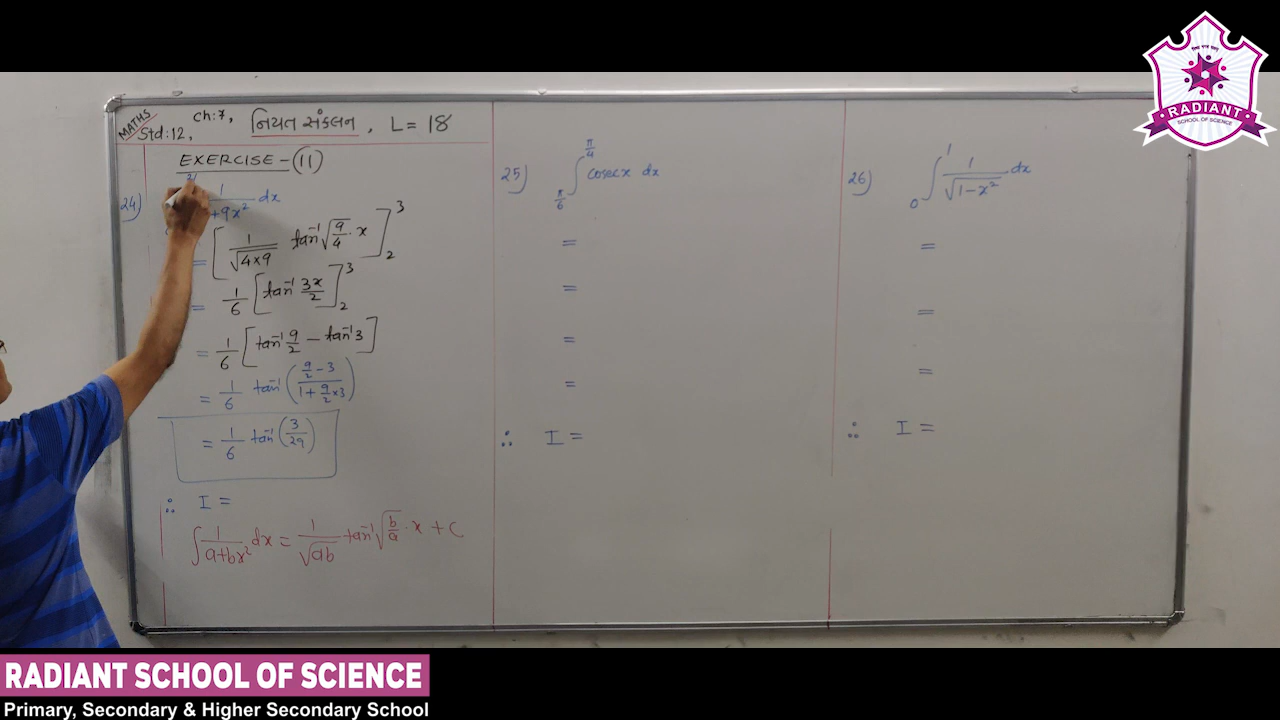 MATHS
Std:12, ch:7, નિયત સંકલન, L = 18
EXERCISE - (11)
24) 1/ +9x² dx
= [1/√(4×9) tan⁻¹ √(9/4) · x]₂³
= 1/6 [tan⁻¹ 3x/2]₂³
= 1/6 [tan⁻¹ 9/2 − tan⁻¹ 3]
= 1/6 tan⁻¹ ((9/2 − 3)/(1 + 9/2 × 3))
= 1/6 tan⁻¹ (3/29)
∴ I =
∫ 1/(a+bx²) dx = 1/√ab tan⁻¹ √(b/a) · x + c
25) ∫_{π/6}^{π/4} cosec x dx
=
=
=
=
∴ I =
26) ∫₀¹ 1/√(1−x²) dx
=
=
=
∴ I =
RADIANT
SCHOOL OF SCIENCE
RADIANT SCHOOL OF SCIENCE
Primary, Secondary & Higher Secondary School